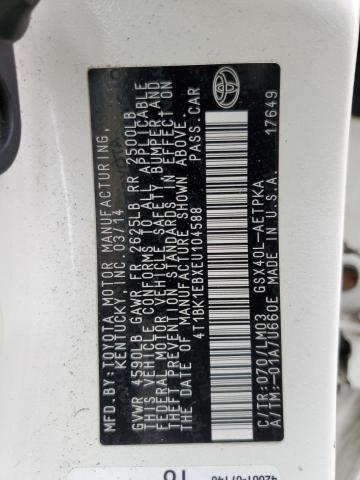 MFD.BY:TOYOTA MOTOR MANUFACTURING,
KENTUCKY, INC. 03/14
GVWR 4590LB GAWR FR 2625LB RR 2500LB
THIS VEHICLE CONFORMS TO ALL APPLICABLE
FEDERAL MOTOR VEHICLE SAFETY, BUMPER, AND
THEFT PREVENTION STANDARDS IN EFFECT ON
THE DATE OF MANUFACTURE SHOWN ABOVE.
4T1BK1EBXEU104588 PASS.CAR
C/TR:070/LM03 GSX40L-AETPKA
A/TM:-01A/U660E MADE IN U.S.A. 17649